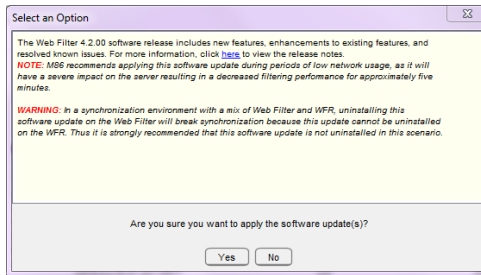 Select an Option
The Web Filter 4.2.00 software release includes new features, enhancements to existing features, and
resolved known issues. For more information, click here to view the release notes.
NOTE: M86 recommends applying this software update during periods of low network usage, as it will
have a severe impact on the server resulting in a decreased filtering perfomance for approximately five
minutes.
WARNING: In a synchronization environment with a mix of Web Filter and WFR, uninstalling this
software update on the Web Filter will break synchronization because this update cannot be uninstalled
on the WFR. Thus it is strongly recommended that this software update is not uninstalled in this scenario.
Are you sure you want to apply the software update(s)?
Yes No